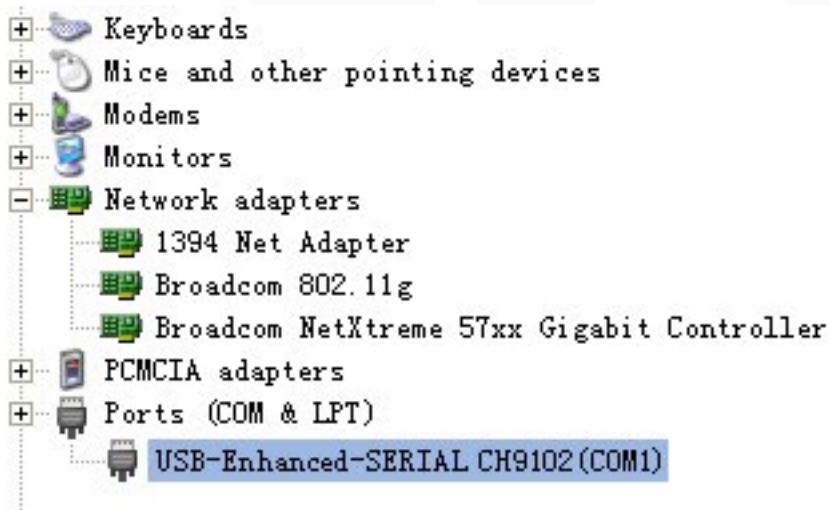 Keyboards
Mice and other pointing devices
Modems
Monitors
Network adapters
1394 Net Adapter
Broadcom 802.11g
Broadcom NetXtreme 57xx Gigabit Controller
PCMCIA adapters
Ports (COM & LPT)
USB-Enhanced-SERIAL CH9102(COM1)